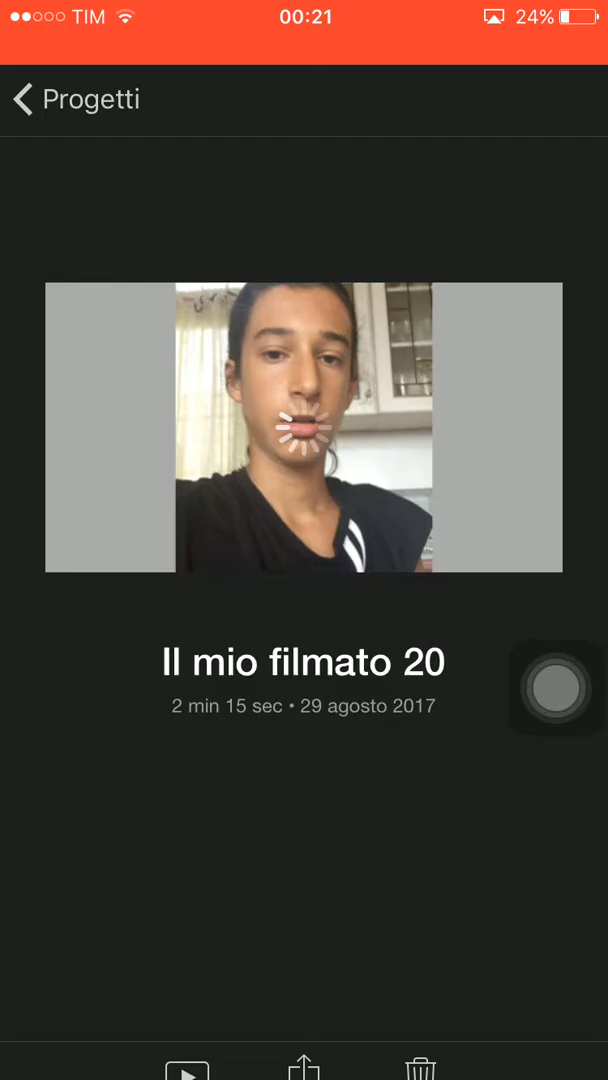 TIM 00:21 24%
Progetti
Il mio filmato 20
2 min 15 sec • 29 agosto 2017